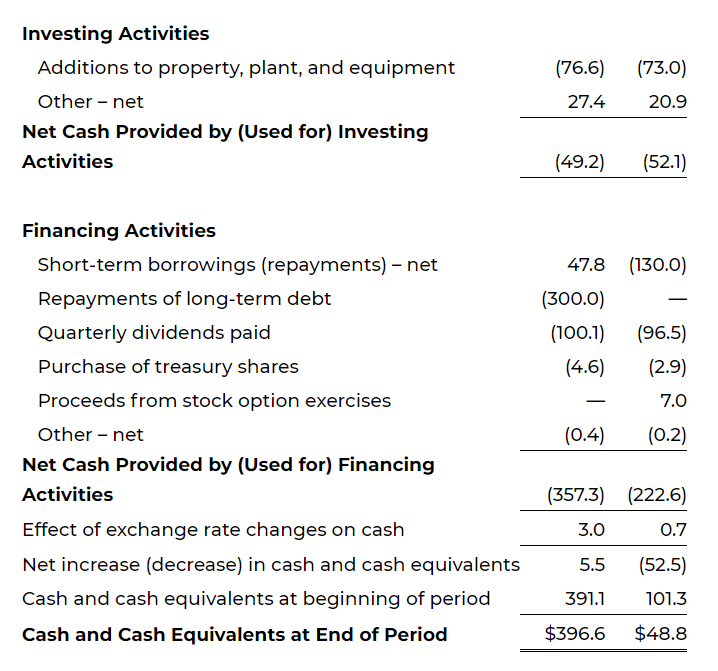 Investing Activities
Additions to property, plant, and equipment (76.6) (73.0)
Other – net 27.4 20.9
Net Cash Provided by (Used for) Investing
Activities (49.2) (52.1)
Financing Activities
Short-term borrowings (repayments) – net 47.8 (130.0)
Repayments of long-term debt (300.0) —
Quarterly dividends paid (100.1) (96.5)
Purchase of treasury shares (4.6) (2.9)
Proceeds from stock option exercises — 7.0
Other – net (0.4) (0.2)
Net Cash Provided by (Used for) Financing
Activities (357.3) (222.6)
Effect of exchange rate changes on cash 3.0 0.7
Net increase (decrease) in cash and cash equivalents 5.5 (52.5)
Cash and cash equivalents at beginning of period 391.1 101.3
Cash and Cash Equivalents at End of Period $396.6 $48.8